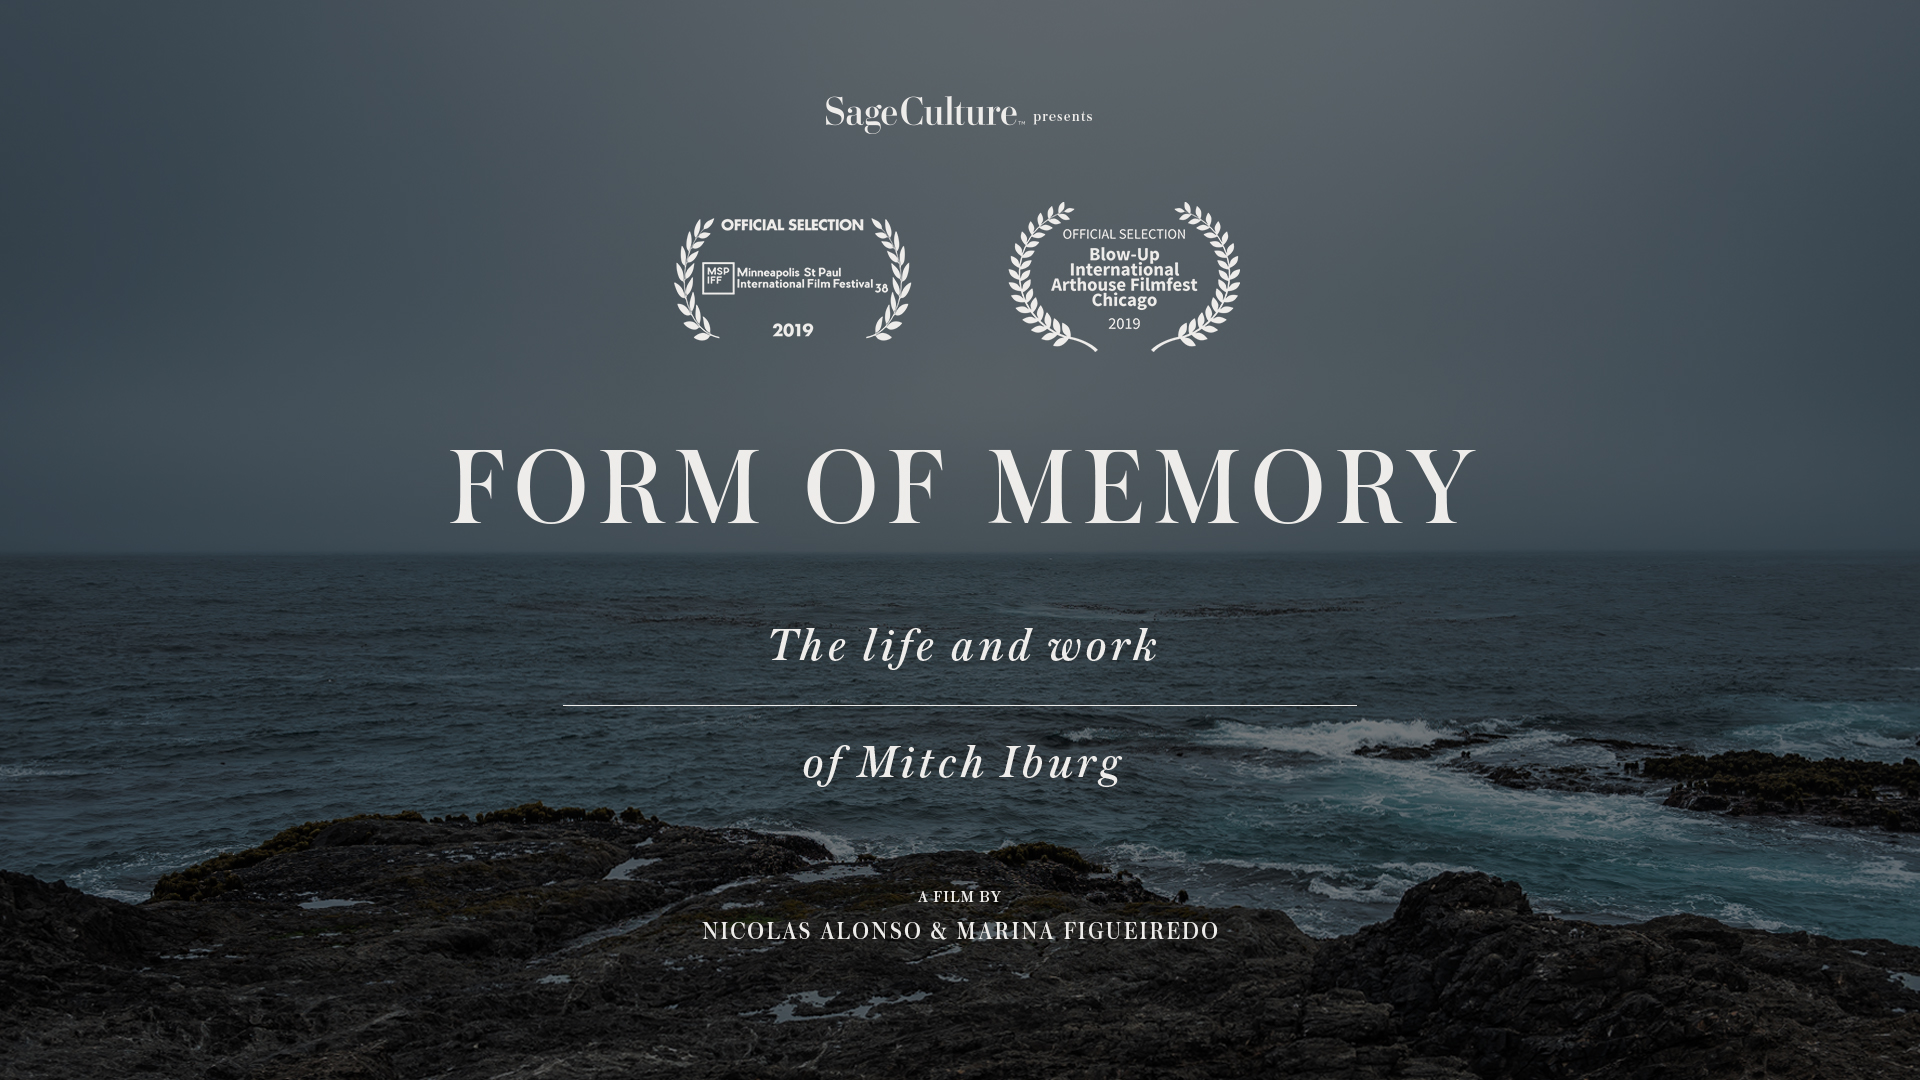 SageCulture™ presents
OFFICIAL SELECTION
MSP
IFF
Minneapolis St Paul
International Film Festival 38
2019
OFFICIAL SELECTION
Blow-Up
International
Arthouse Filmfest
Chicago
2019
FORM OF MEMORY
The life and work
of Mitch Iburg
A FILM BY
NICOLAS ALONSO & MARINA FIGUEIREDO